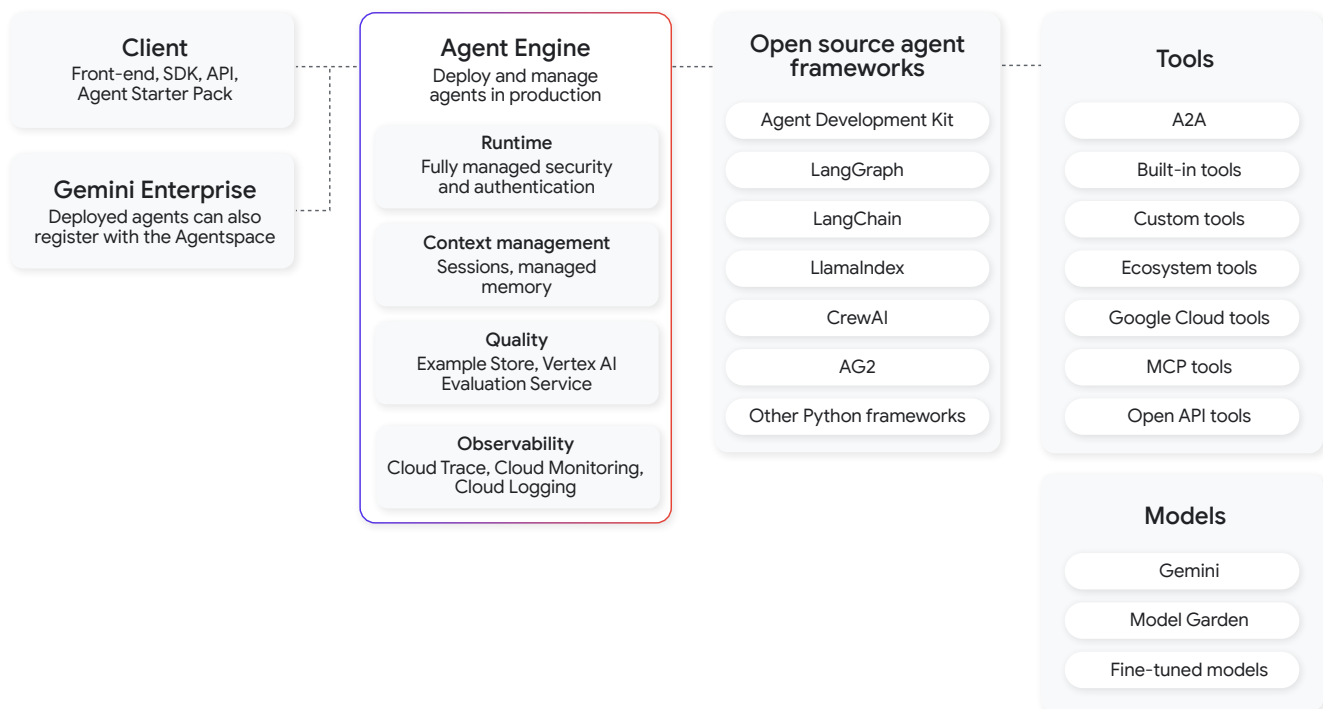 Client
Front-end, SDK, API,
Agent Starter Pack
Gemini Enterprise
Deployed agents can also
register with the Agentspace
Agent Engine
Deploy and manage
agents in production
Runtime
Fully managed security
and authentication
Context management
Sessions, managed
memory
Quality
Example Store, Vertex AI
Evaluation Service
Observability
Cloud Trace, Cloud Monitoring,
Cloud Logging
Open source agent
frameworks
Agent Development Kit
LangGraph
LangChain
LlamaIndex
CrewAI
AG2
Other Python frameworks
Tools
A2A
Built-in tools
Custom tools
Ecosystem tools
Google Cloud tools
MCP tools
Open API tools
Models
Gemini
Model Garden
Fine-tuned models